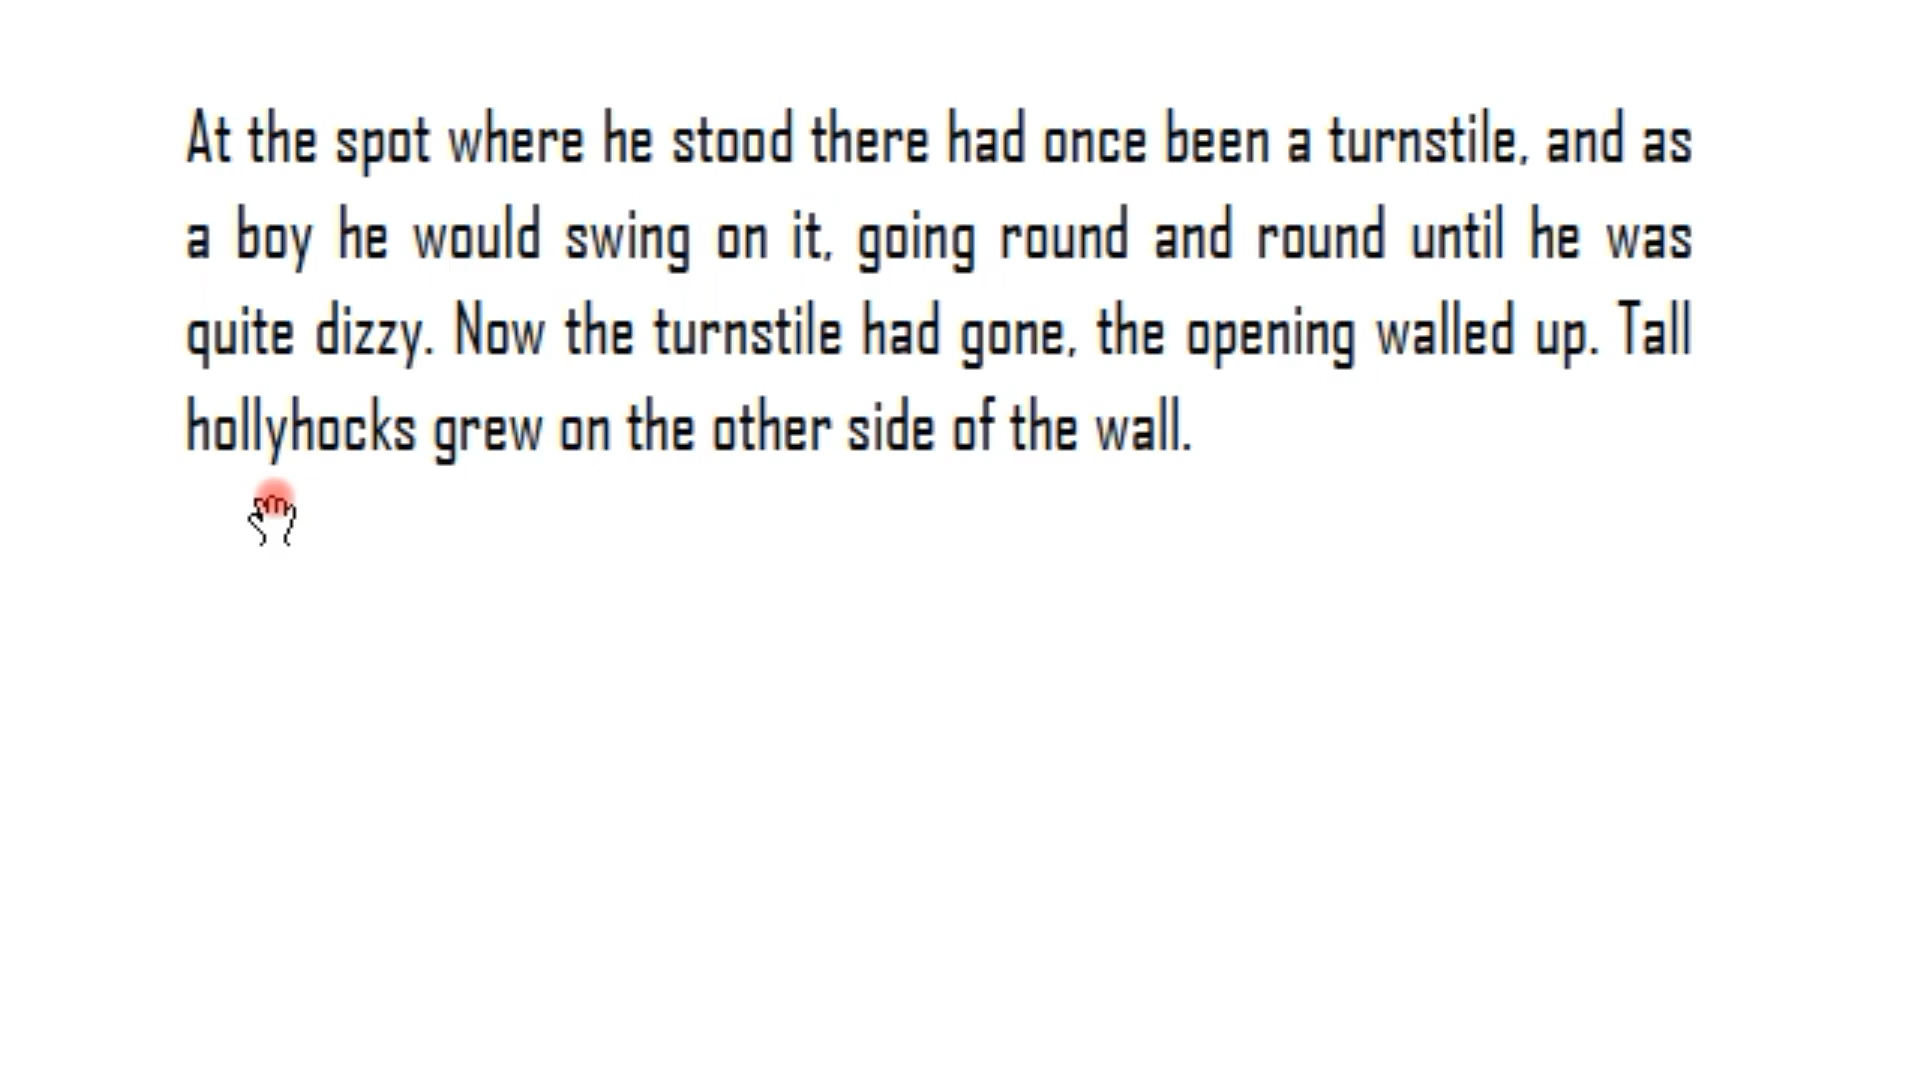 At the spot where he stood there had once been a turnstile, and as
a boy he would swing on it, going round and round until he was
quite dizzy. Now the turnstile had gone, the opening walled up. Tall
hollyhocks grew on the other side of the wall.